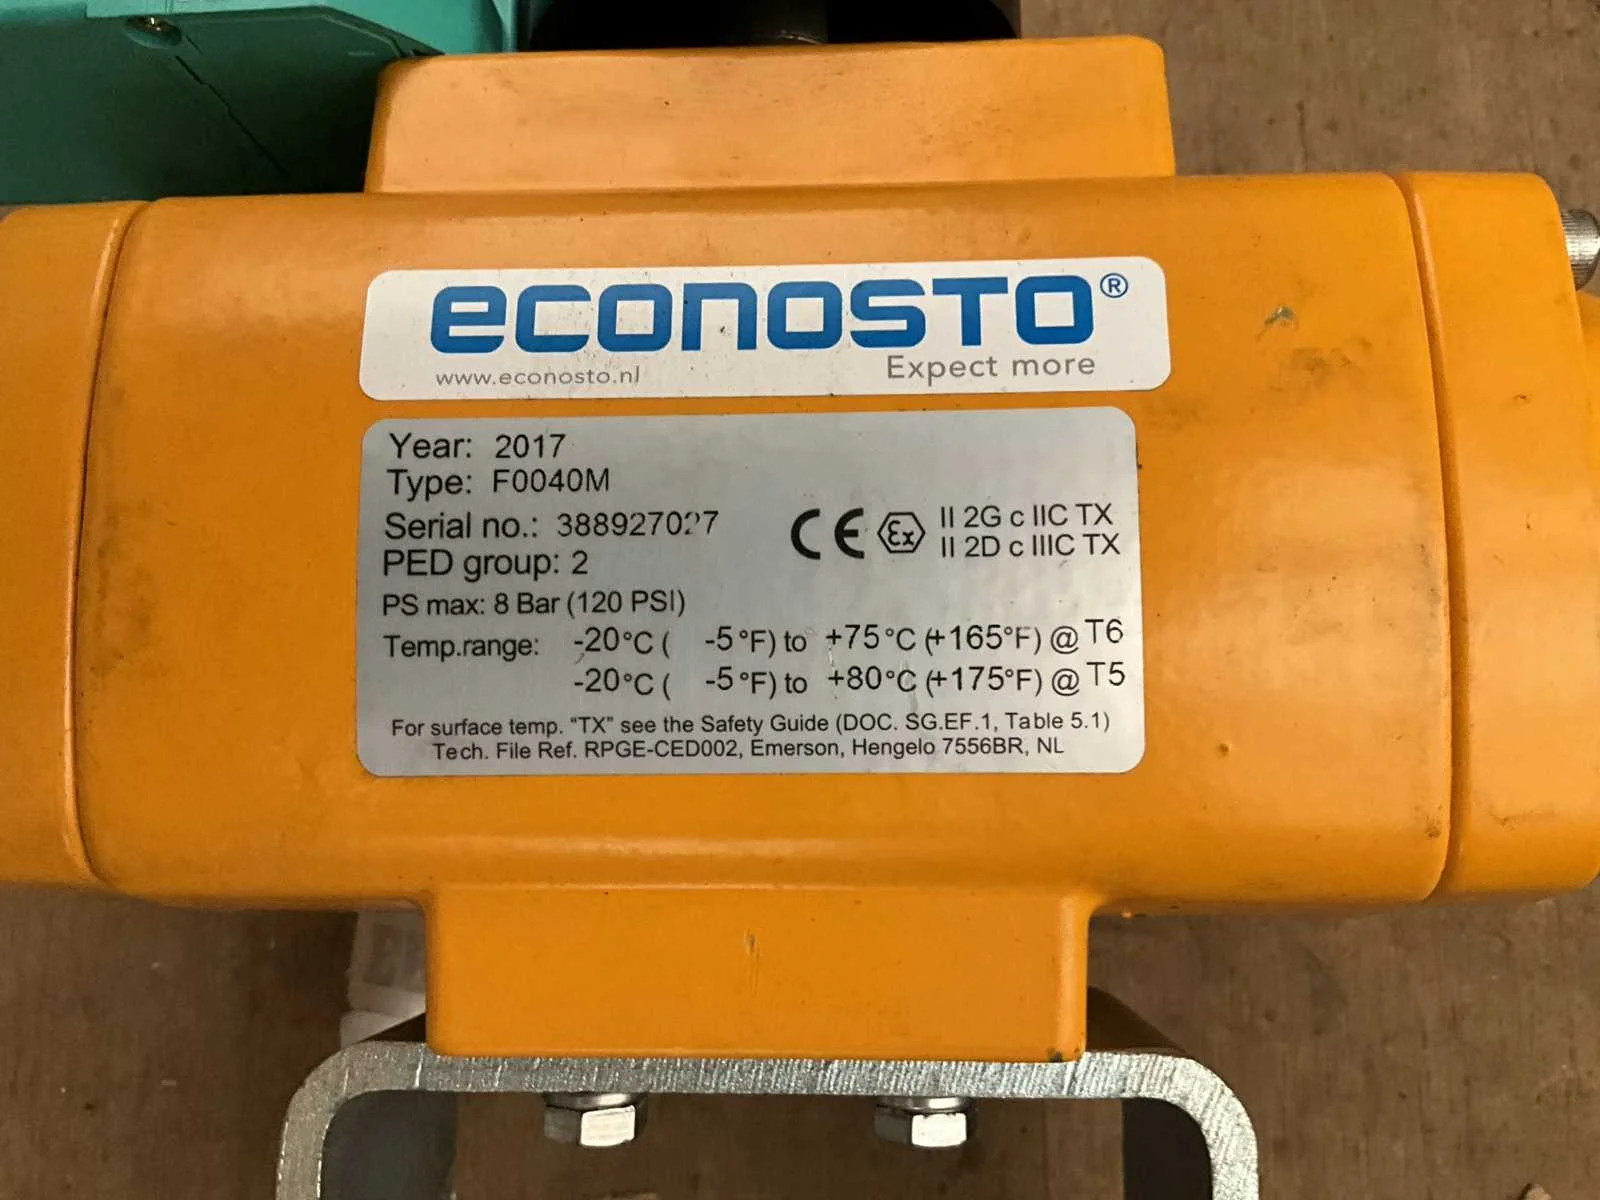 econosto®
www.econosto.nl Expect more
Year: 2017
Type: F0040M
Serial no.: 388927027
PED group: 2
CE Ex II 2G c IIC TX
II 2D c IIIC TX
PS max: 8 Bar (120 PSI)
Temp.range: -20°C ( -5°F) to +75°C (+165°F) @ T6
-20°C ( -5°F) to +80°C (+175°F) @ T5
For surface temp. "TX" see the Safety Guide (DOC. SG.EF.1, Table 5.1)
Tech. File Ref. RPGE-CED002, Emerson, Hengelo 7556BR, NL